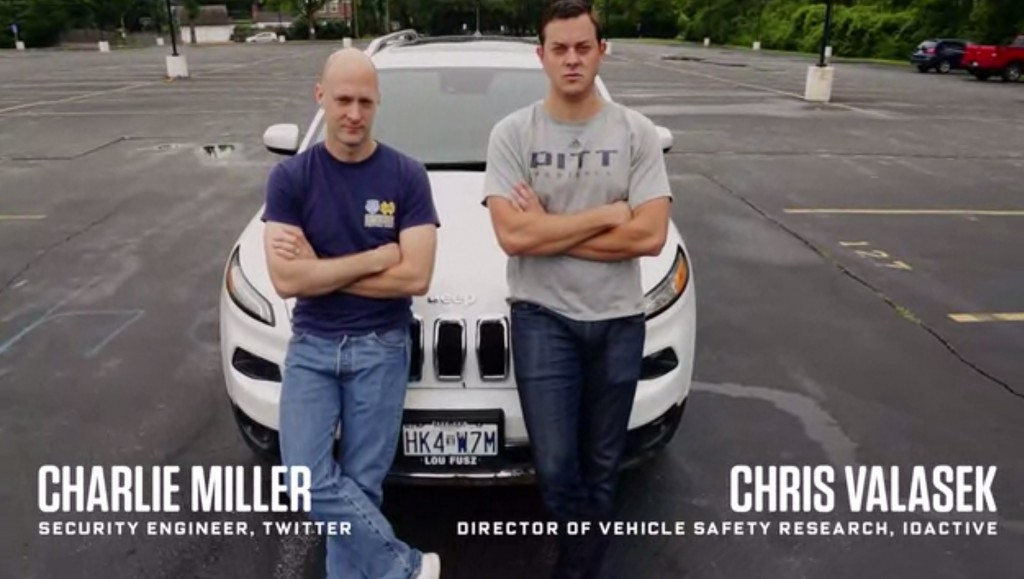 PITT
Jeep
127
HK4 W7M
LOU FUSZ
CHARLIE MILLER
SECURITY ENGINEER, TWITTER
CHRIS VALASEK
DIRECTOR OF VEHICLE SAFETY RESEARCH, IOACTIVE